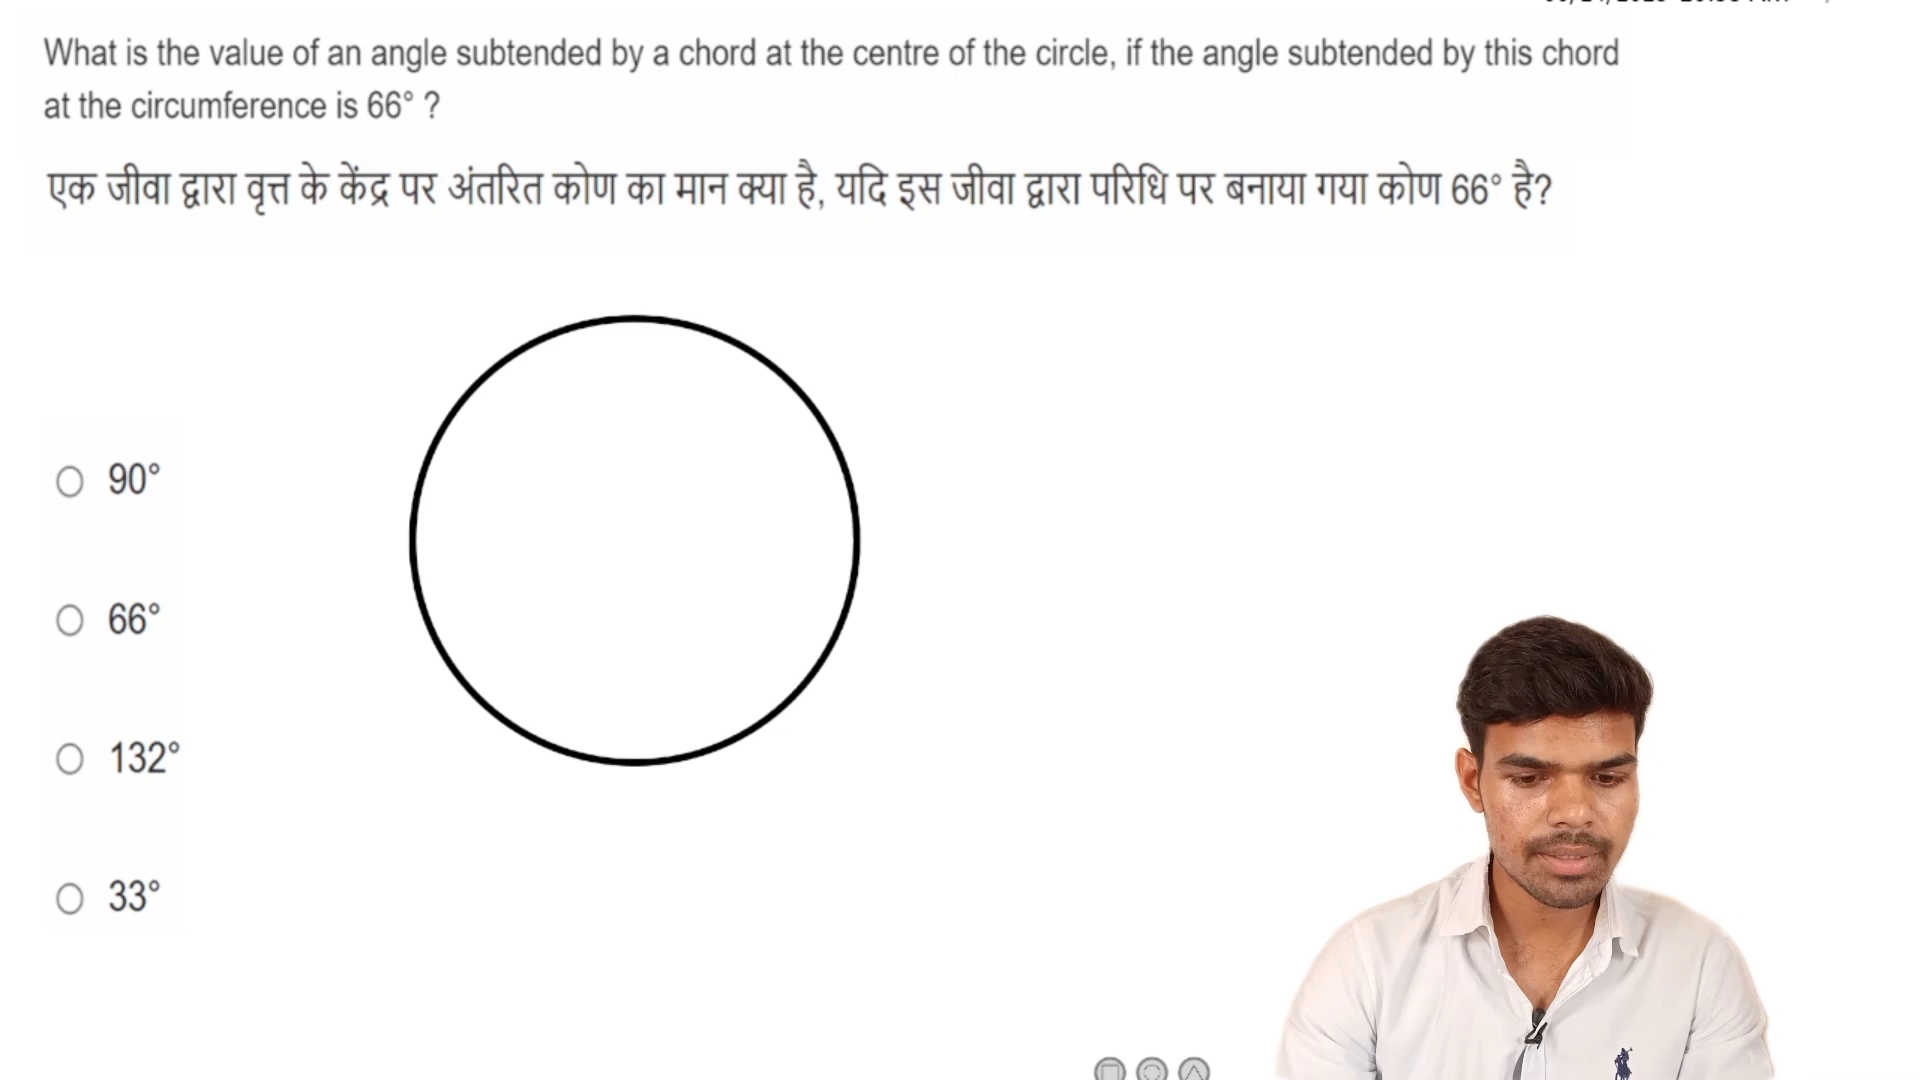 What is the value of an angle subtended by a chord at the centre of the circle, if the angle subtended by this chord
at the circumference is 66° ?
एक जीवा द्वारा वृत्त के केंद्र पर अंतरित कोण का मान क्या है, यदि इस जीवा द्वारा परिधि पर बनाया गया कोण 66° है?
90°
66°
132°
33°